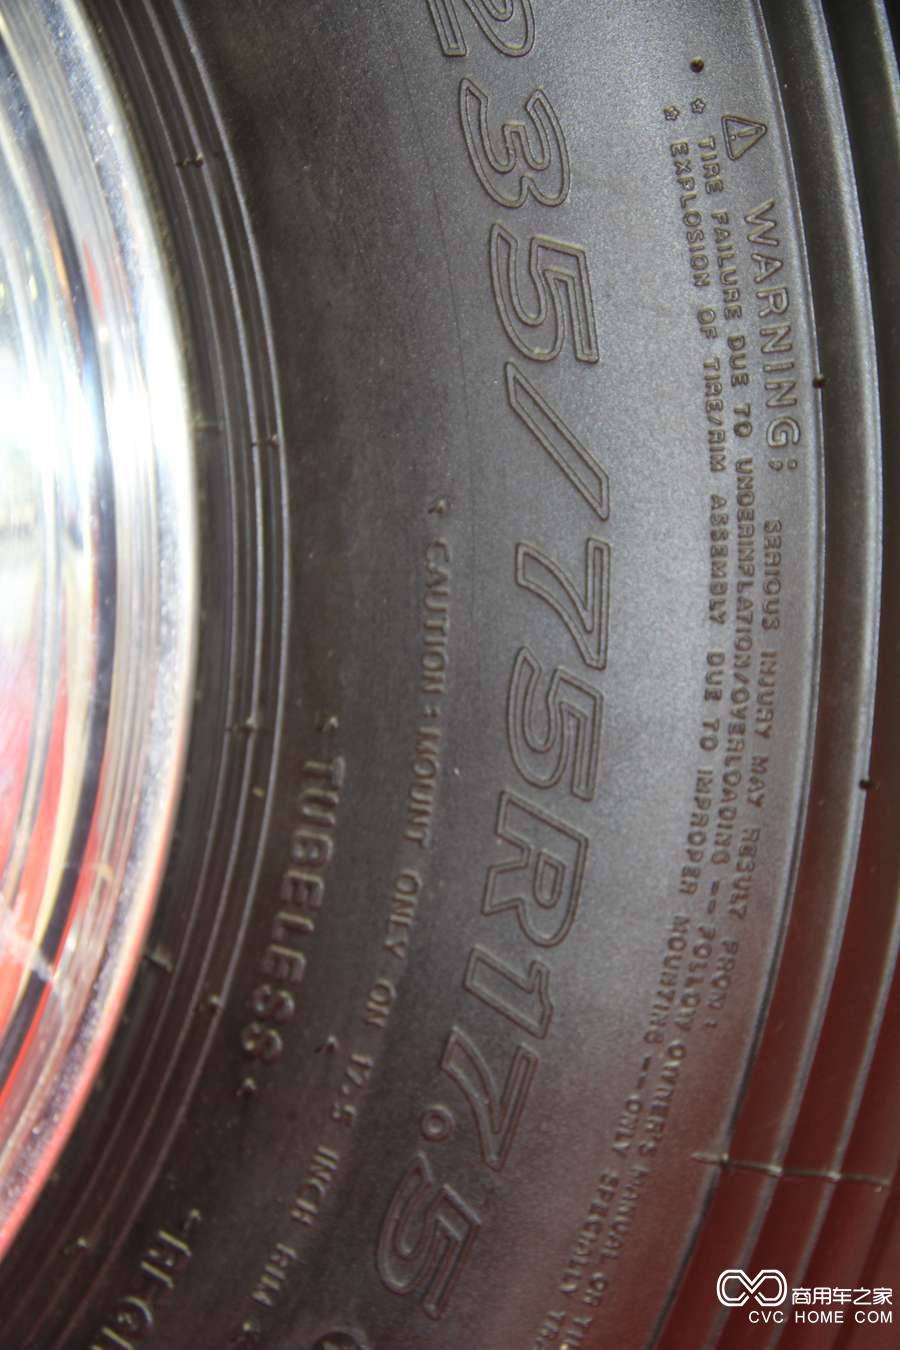 ⚠ WARNING; SERIOUS INJURY MAY RESULT FROM :
☆ TIRE FAILURE DUE TO UNDERINFLATION/OVERLOADING -- FOLLOW OWNER'S MANUAL OR
☆ EXPLOSION OF TIRE/RIM ASSEMBLY DUE TO IMPROPER MOUNTING -- ONLY SPECIALLY
235/75R17.5
CAUTION : MOUNT ONLY ON 17.5 INCH RIM
TUBELESS
商用车之家
CVC HOME.COM